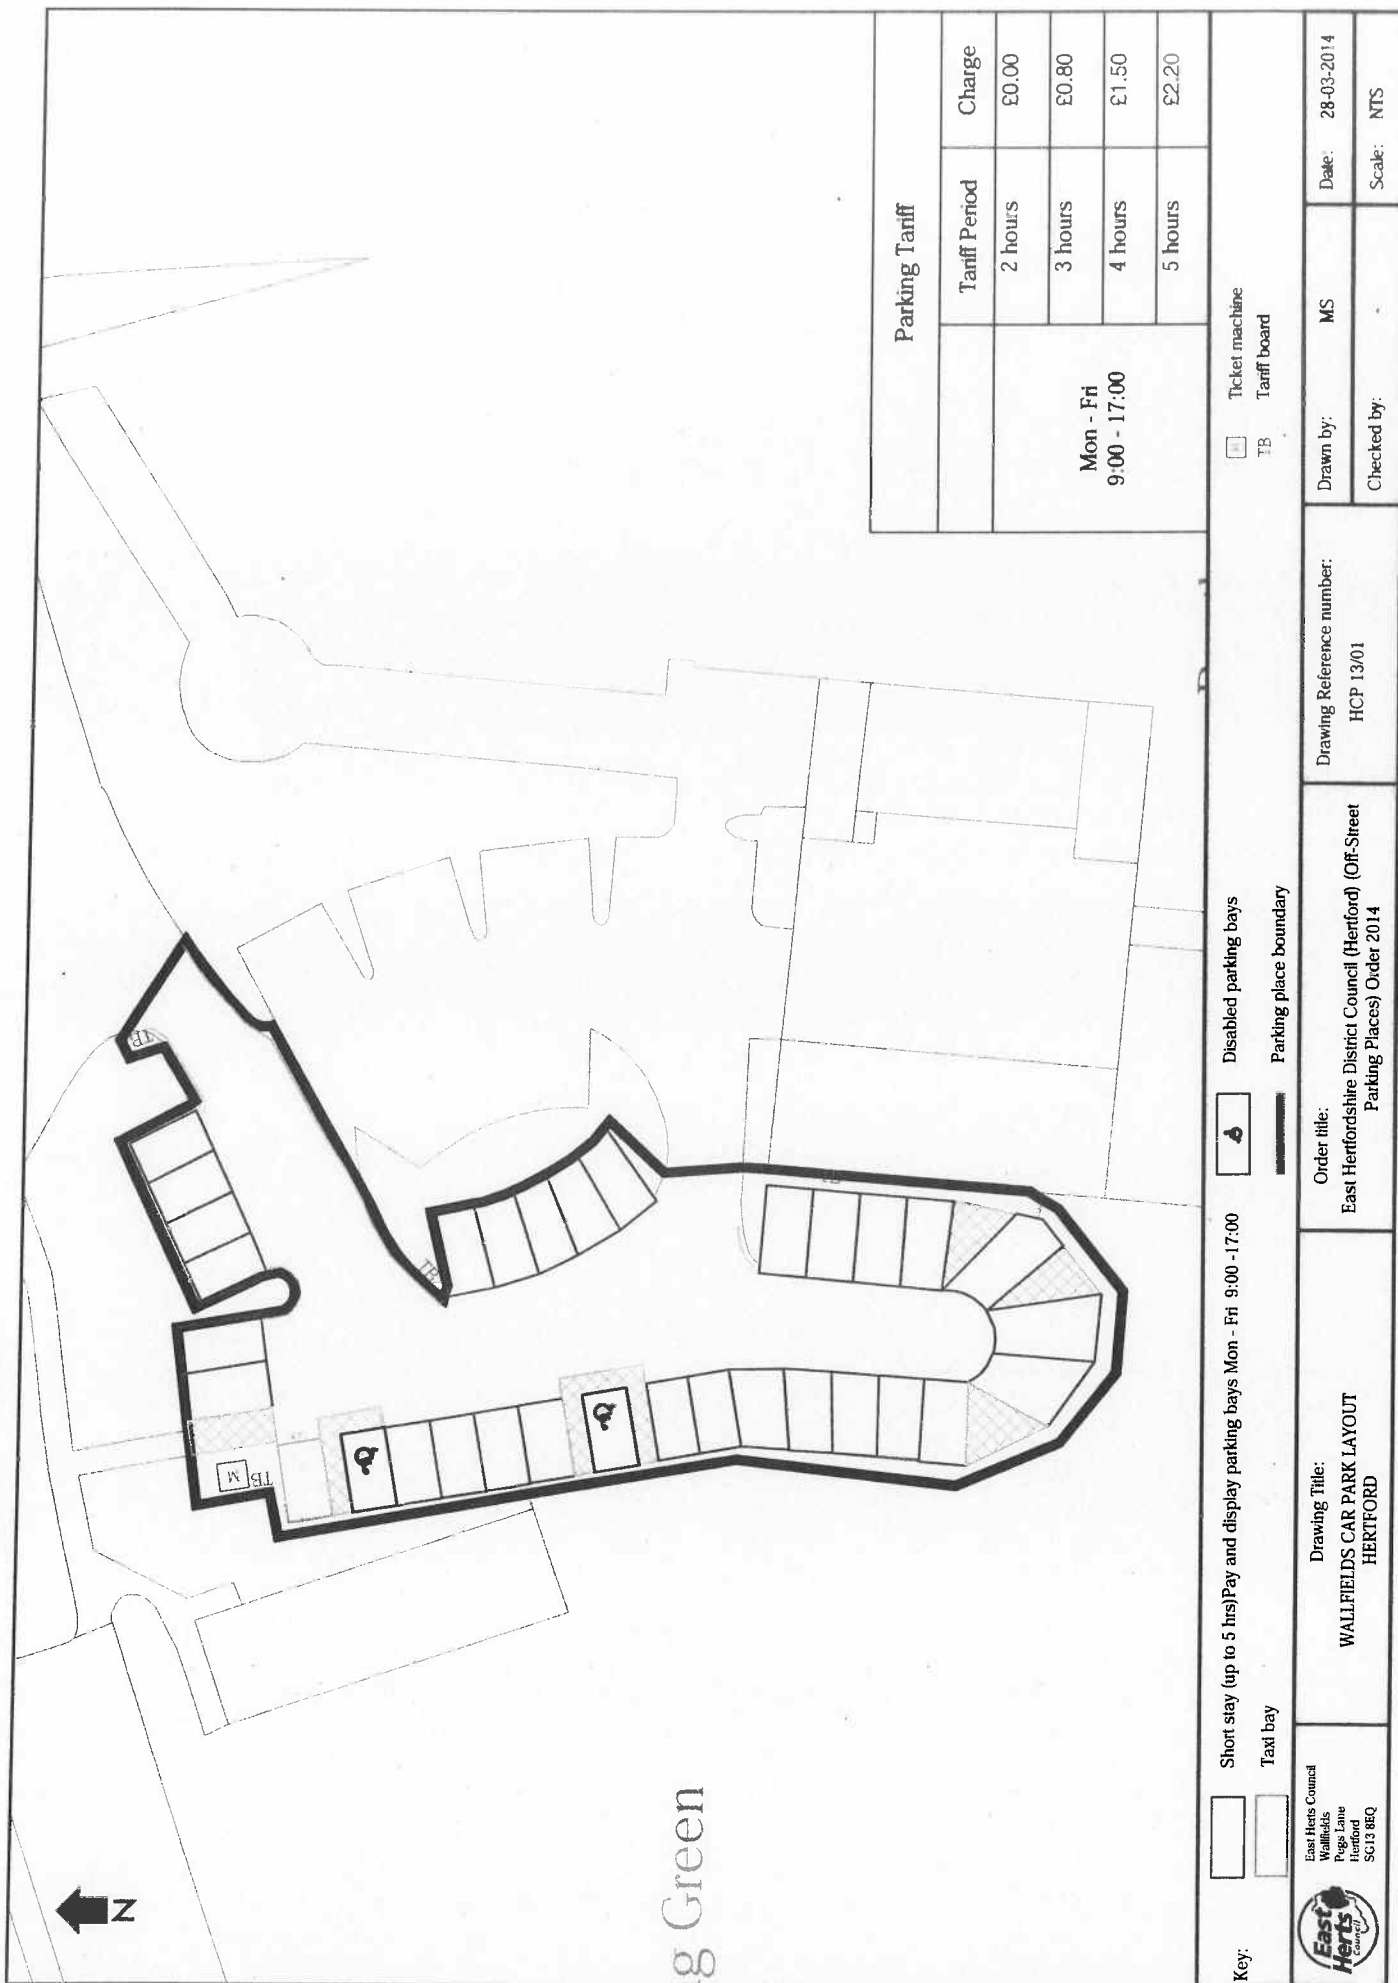 TB
M
TB
TB
TB
g Green
Parking Tariff
Tariff Period Charge
Mon - Fri
9:00 - 17:00
2 hours £0.00
3 hours £0.80
4 hours £1.50
5 hours £2.20
Key:
Short stay (up to 5 hrs)Pay and display parking bays Mon - Fri 9:00 -17:00
Taxi bay
Disabled parking bays
Parking place boundary
M Ticket machine
TB Tariff board
East Herts Council
East Herts Council
Wallfields
Pegs Lane
Hertford
SG13 8EQ
Drawing Title:
WALLFIELDS CAR PARK LAYOUT
HERTFORD
Order title:
East Hertfordshire District Council (Hertford) (Off-Street
Parking Places) Order 2014
Drawing Reference number:
HCP 13/01
Drawn by: MS
Checked by: -
Date: 28-03-2014
Scale: NTS
N